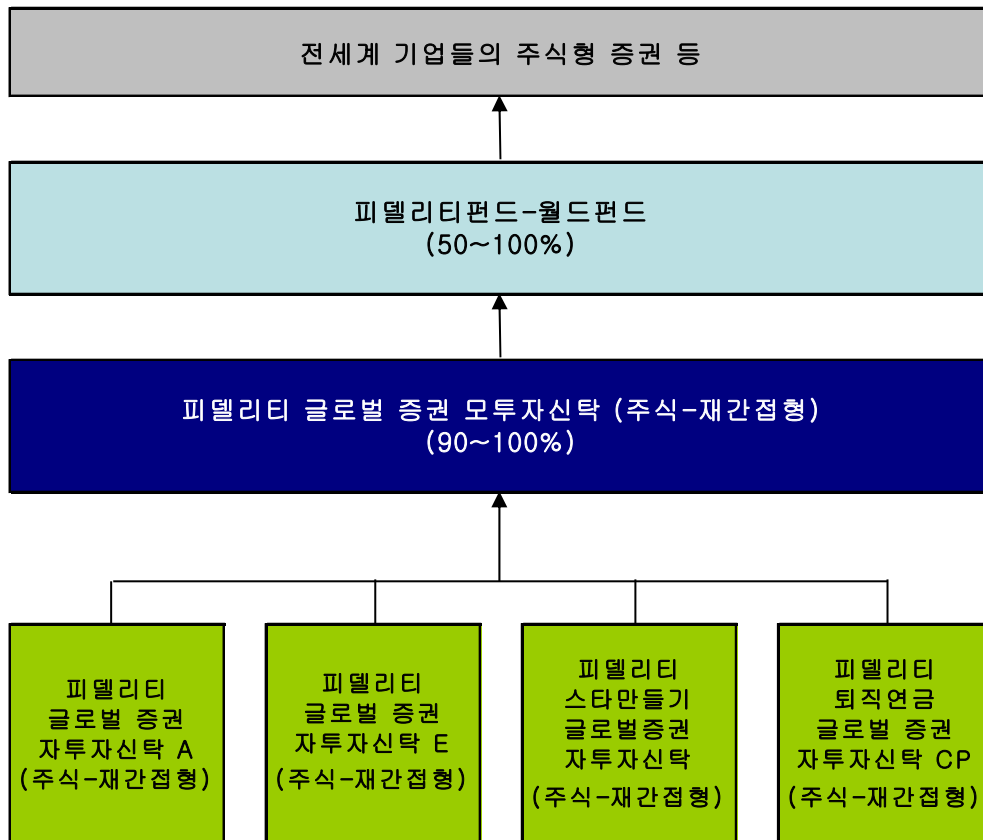 전세계 기업들의 주식형 증권 등
피델리티펀드-월드펀드
(50~100%)
피델리티 글로벌 증권 모투자신탁 (주식-재간접형)
(90~100%)
피델리티
글로벌 증권
자투자신탁 A
(주식-재간접형)
피델리티
글로벌 증권
자투자신탁 E
(주식-재간접형)
피델리티
스타만들기
글로벌증권
자투자신탁
(주식-재간접형)
피델리티
퇴직연금
글로벌 증권
자투자신탁 CP
(주식-재간접형)